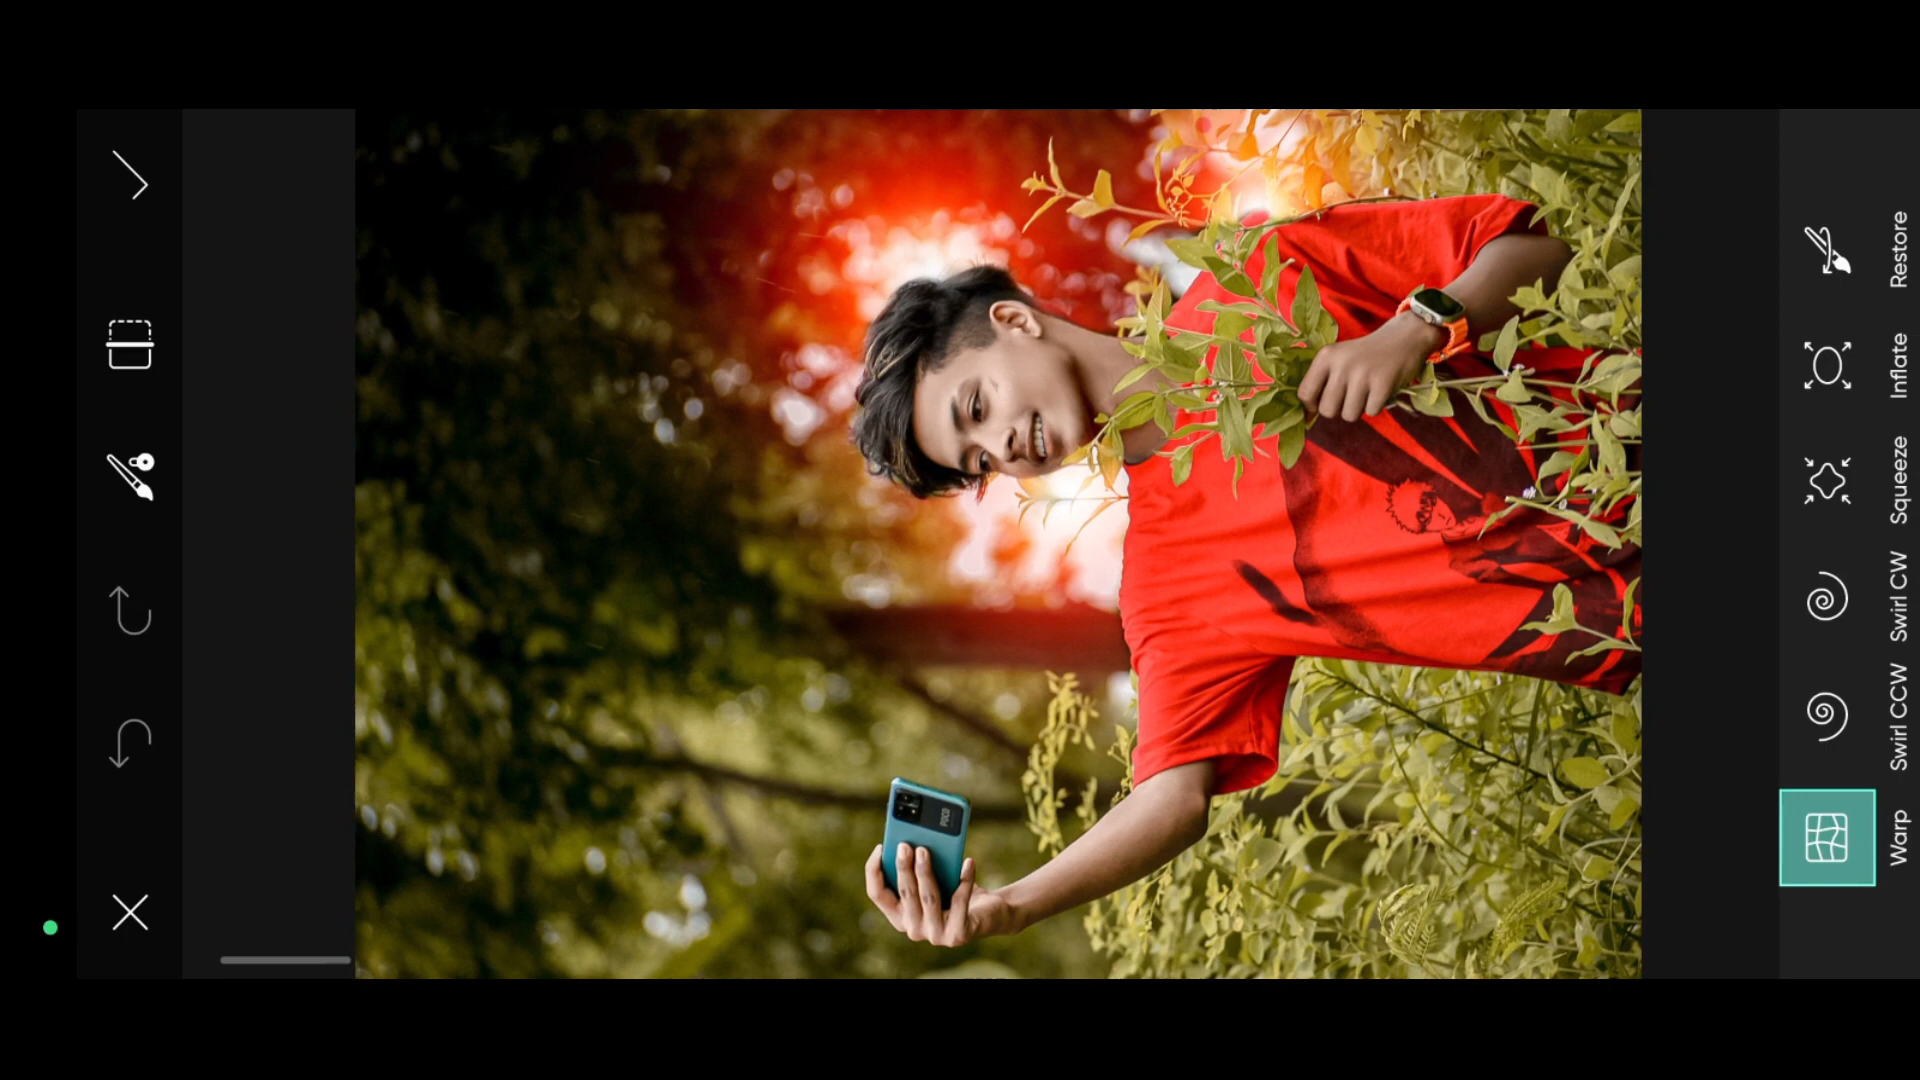 Warp
Swirl CCW
Swirl CW
Squeeze
Inflate
Restore
POCO